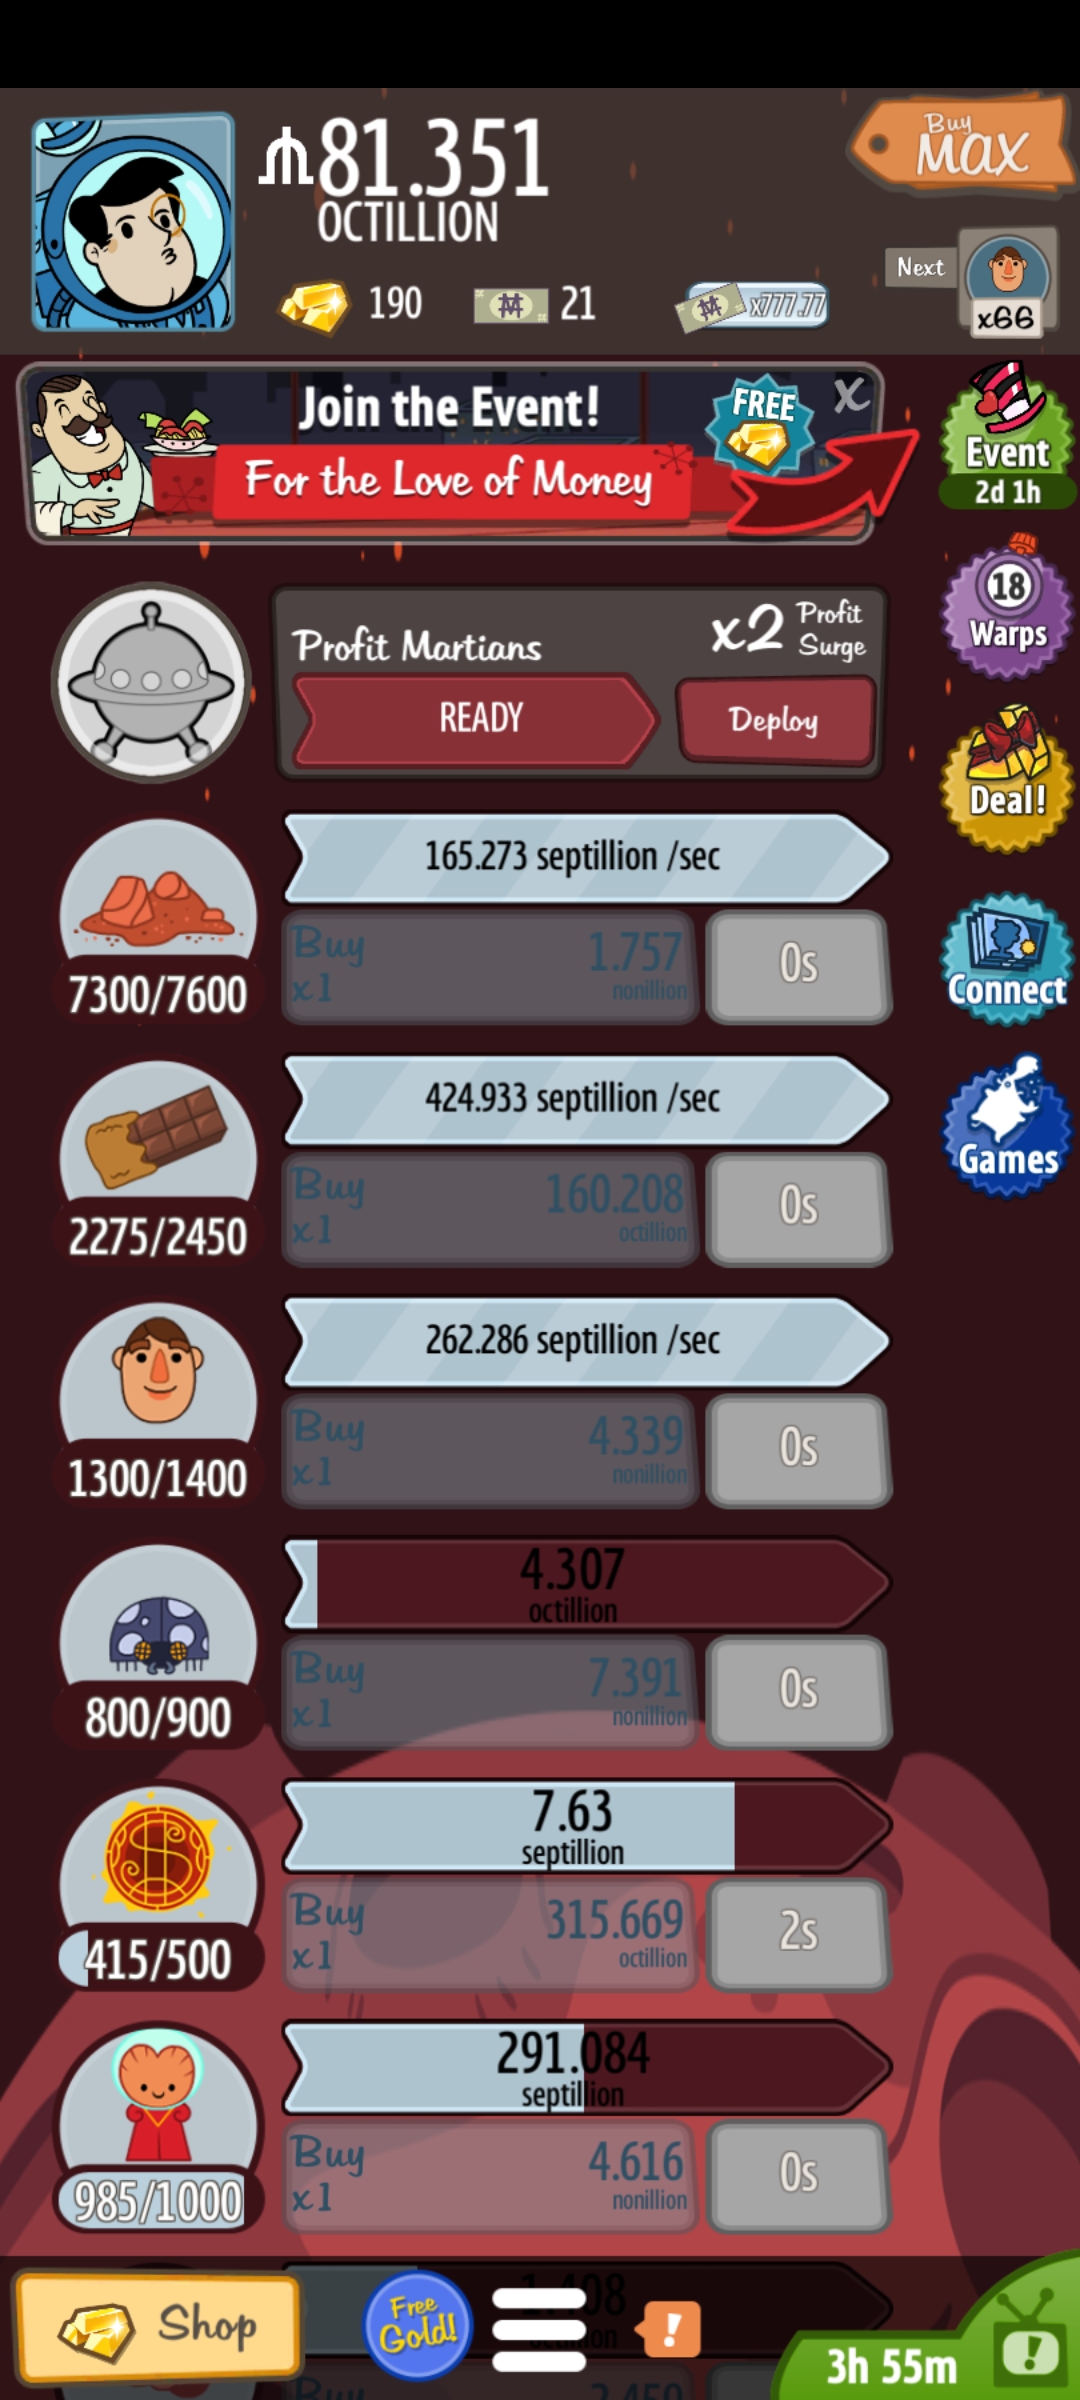 81.351
OCTILLION
Buy
MAX
190
21
x777.77
Next
x66
Join the Event!
For the Love of Money
FREE
X
Event
2d 1h
18
Warps
Profit Martians
x2 Profit Surge
READY
Deploy
Deal!
165.273 septillion /sec
Buy
x1
1.757
nonillion
0s
7300/7600
Connect
424.933 septillion /sec
Buy
x1
160.208
octillion
0s
2275/2450
Games
262.286 septillion /sec
Buy
x1
4.339
nonillion
0s
1300/1400
4.307
octillion
Buy
x1
7.391
nonillion
0s
800/900
7.63
septillion
Buy
x1
315.669
octillion
2s
415/500
291.084
septillion
Buy
x1
4.616
nonillion
0s
985/1000
Shop
Free
Gold!
!
3h 55m
!